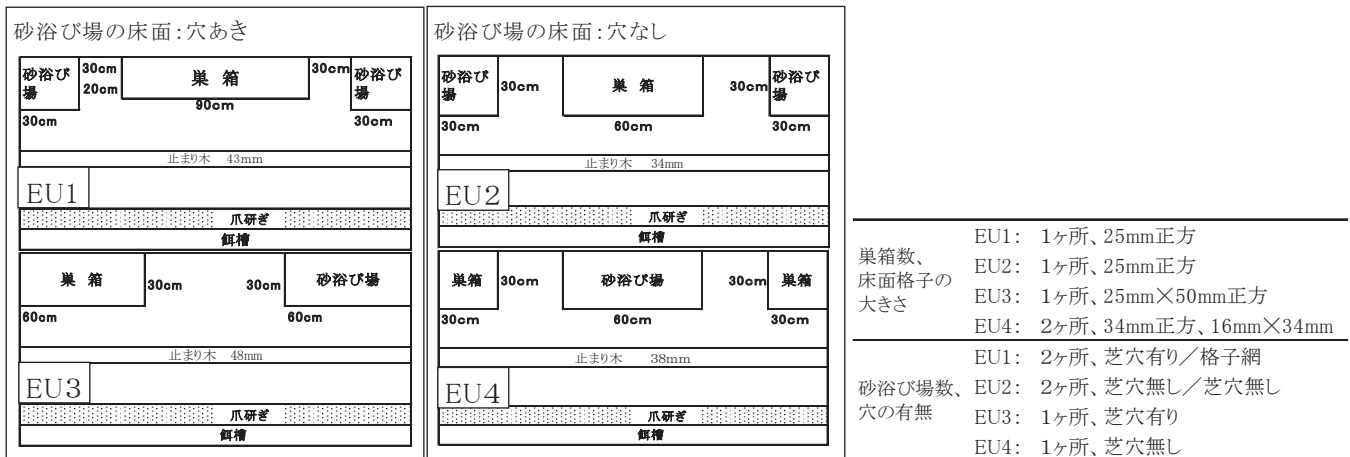 砂浴び場の床面:穴あき
砂浴び
場
30cm
20cm
巣 箱
30cm
砂浴び
場
90cm
30cm
30cm
止まり木 43mm
EU1
爪研ぎ
餌槽
巣 箱
30cm
30cm
砂浴び場
60cm
60cm
止まり木 48mm
EU3
爪研ぎ
餌槽
砂浴び場の床面:穴なし
砂浴び
場
30cm
巣 箱
30cm
砂浴び
場
30cm
60cm
30cm
止まり木 34mm
EU2
爪研ぎ
餌槽
巣箱
30cm
砂浴び場
30cm
巣箱
30cm
60cm
30cm
止まり木 38mm
EU4
爪研ぎ
餌槽
巣箱数、
床面格子の
大きさ
EU1: 1ヶ所、25mm正方
EU2: 1ヶ所、25mm正方
EU3: 1ヶ所、25mm×50mm正方
EU4: 2ヶ所、34mm正方、16mm×34mm
砂浴び場数、
穴の有無
EU1: 2ヶ所、芝穴有り/格子網
EU2: 2ヶ所、芝穴無し/芝穴無し
EU3: 1ヶ所、芝穴有り
EU4: 1ヶ所、芝穴無し